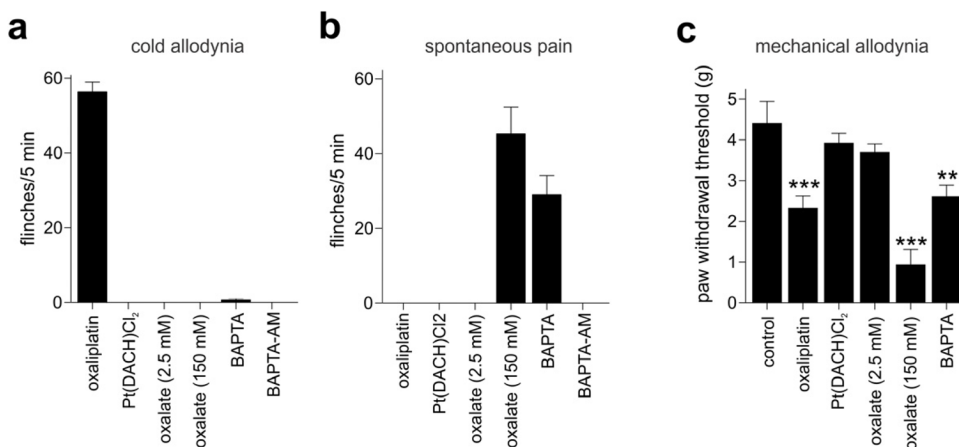 a
cold allodynia
flinches/5 min
60
40
20
0
oxaliplatin
Pt(DACH)Cl₂
oxalate (2.5 mM)
oxalate (150 mM)
BAPTA
BAPTA-AM
b
spontaneous pain
flinches/5 min
60
40
20
0
oxaliplatin
Pt(DACH)Cl2
oxalate (2.5 mM)
oxalate (150 mM)
BAPTA
BAPTA-AM
c
mechanical allodynia
paw withdrawal threshold (g)
5
4
3
2
1
0
***
***
**
control
oxaliplatin
Pt(DACH)Cl₂
oxalate (2.5 mM)
oxalate (150 mM)
BAPTA